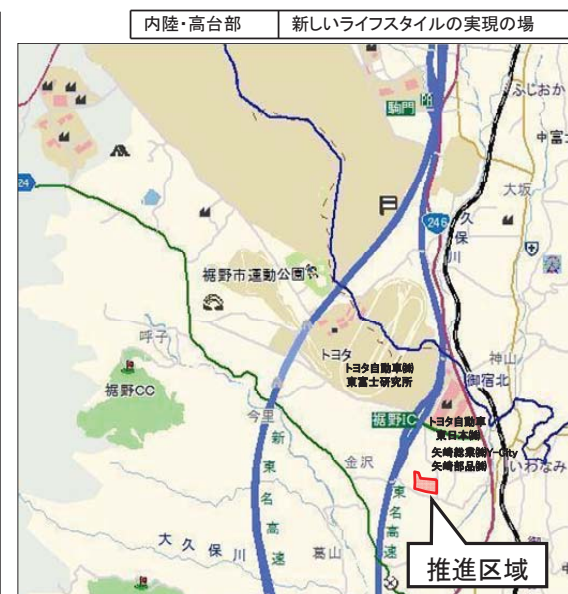 内陸・高台部 新しいライフスタイルの実現の場
駒門
ふじおか
24
中富士
大坂
246
久保川
裾野市運動公園
呼子
トヨタ
トヨタ自動車㈱
東富士研究所
神山
御宿北
裾野CC
今里
裾野IC
トヨタ自動車
東日本㈱
矢崎総業㈱Y-City
矢崎部品㈱
いわなみ
金沢
新東名高速
東名高速
大久保川
葛山
御
推進区域